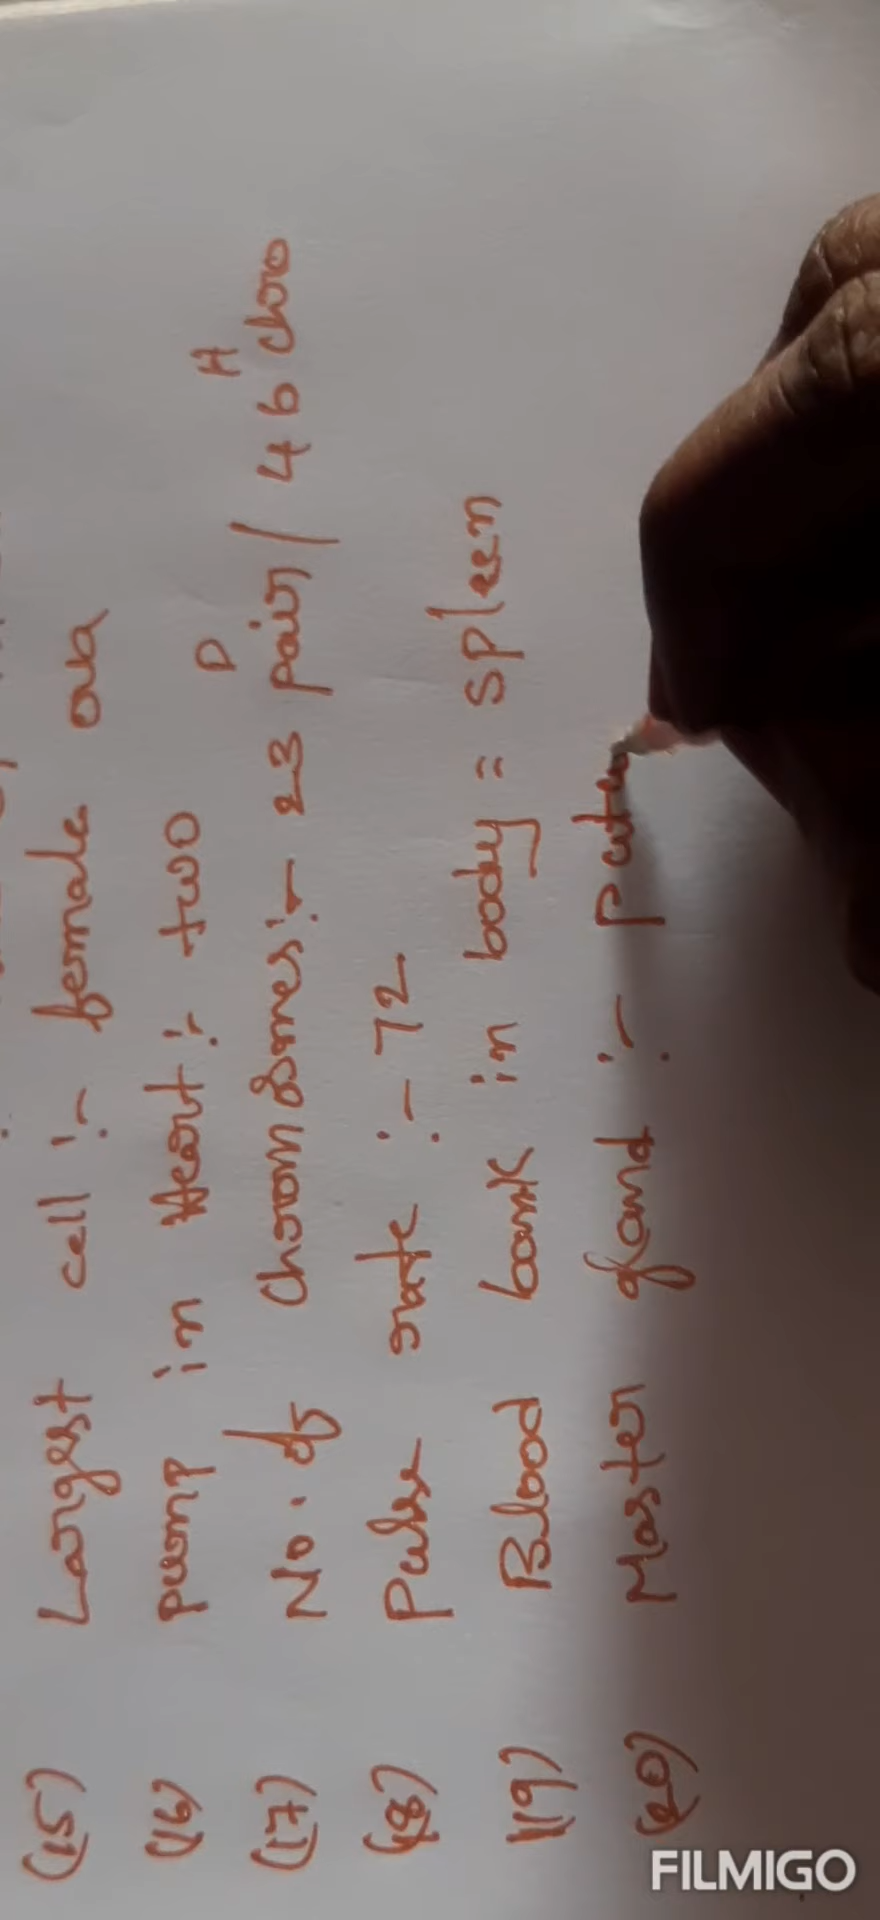 (15) Largest cell :- female ova
(16) pump in Heart :- two
P H
(17) No. of Chromosomes :- 23 pair / 46 chro
(18) Pulse rate :- 72
(19) Blood bank in body = spleen
(20) Master gland :-
FILMIGO